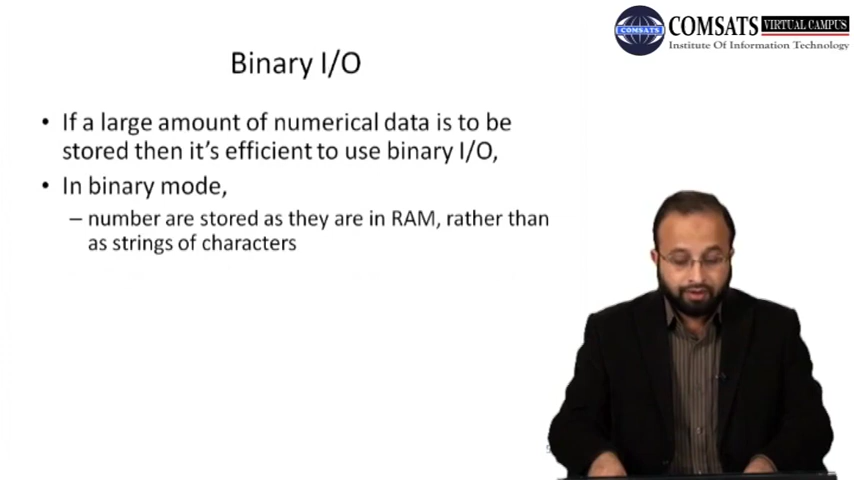 COMSATS VIRTUAL CAMPUS
COMSATS
Institute Of Information Technology
Binary I/O
• If a large amount of numerical data is to be
stored then it's efficient to use binary I/O,
• In binary mode,
– number are stored as they are in RAM, rather than
as strings of characters